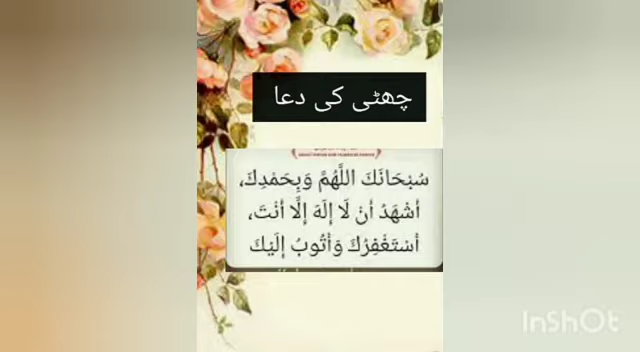 چھٹی کی دعا
سُبْحَانَكَ اللَّهُمَّ وَبِحَمْدِكَ،
أَشْهَدُ أَنْ لَا إِلَهَ إِلَّا أَنْتَ،
أَسْتَغْفِرُكَ وَأَتُوبُ إِلَيْكَ
InShOt